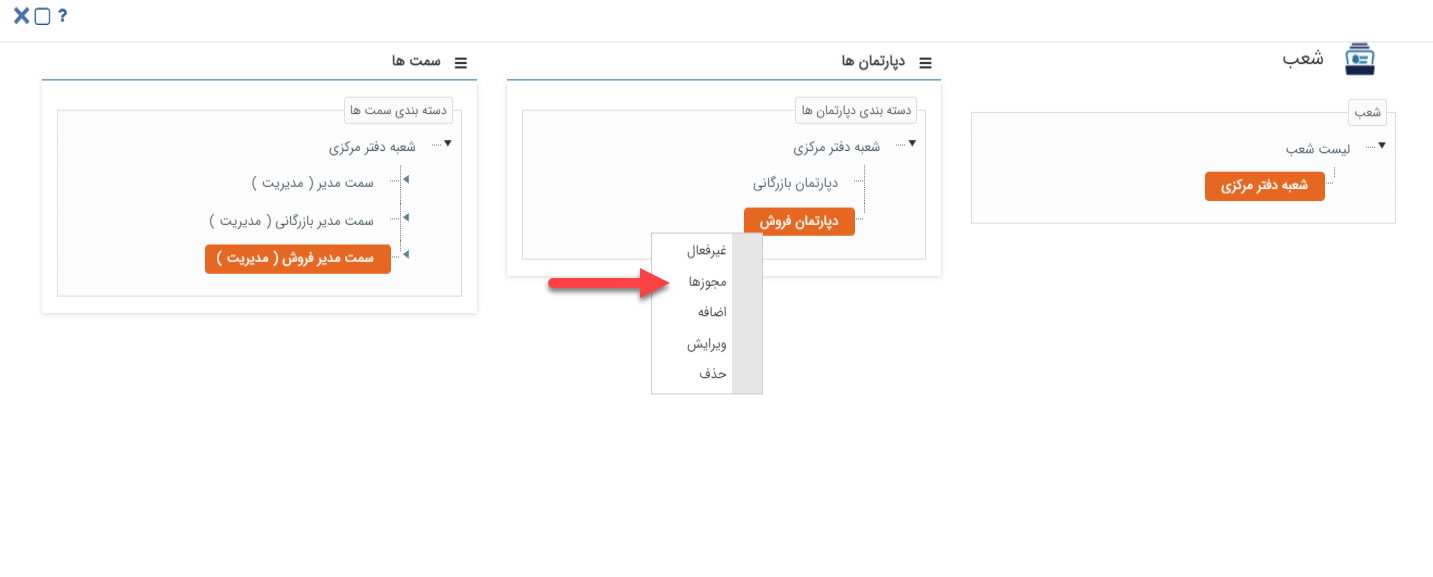 ?
شعب
شعب
لیست شعب
شعبه دفتر مرکزی
دپارتمان ها
دسته بندی دپارتمان ها
شعبه دفتر مرکزی
دپارتمان بازرگانی
دپارتمان فروش
غیرفعال
مجوزها
اضافه
ویرایش
حذف
سمت ها
دسته بندی سمت ها
شعبه دفتر مرکزی
سمت مدیر ( مدیریت )
سمت مدیر بازرگانی ( مدیریت )
سمت مدیر فروش ( مدیریت )